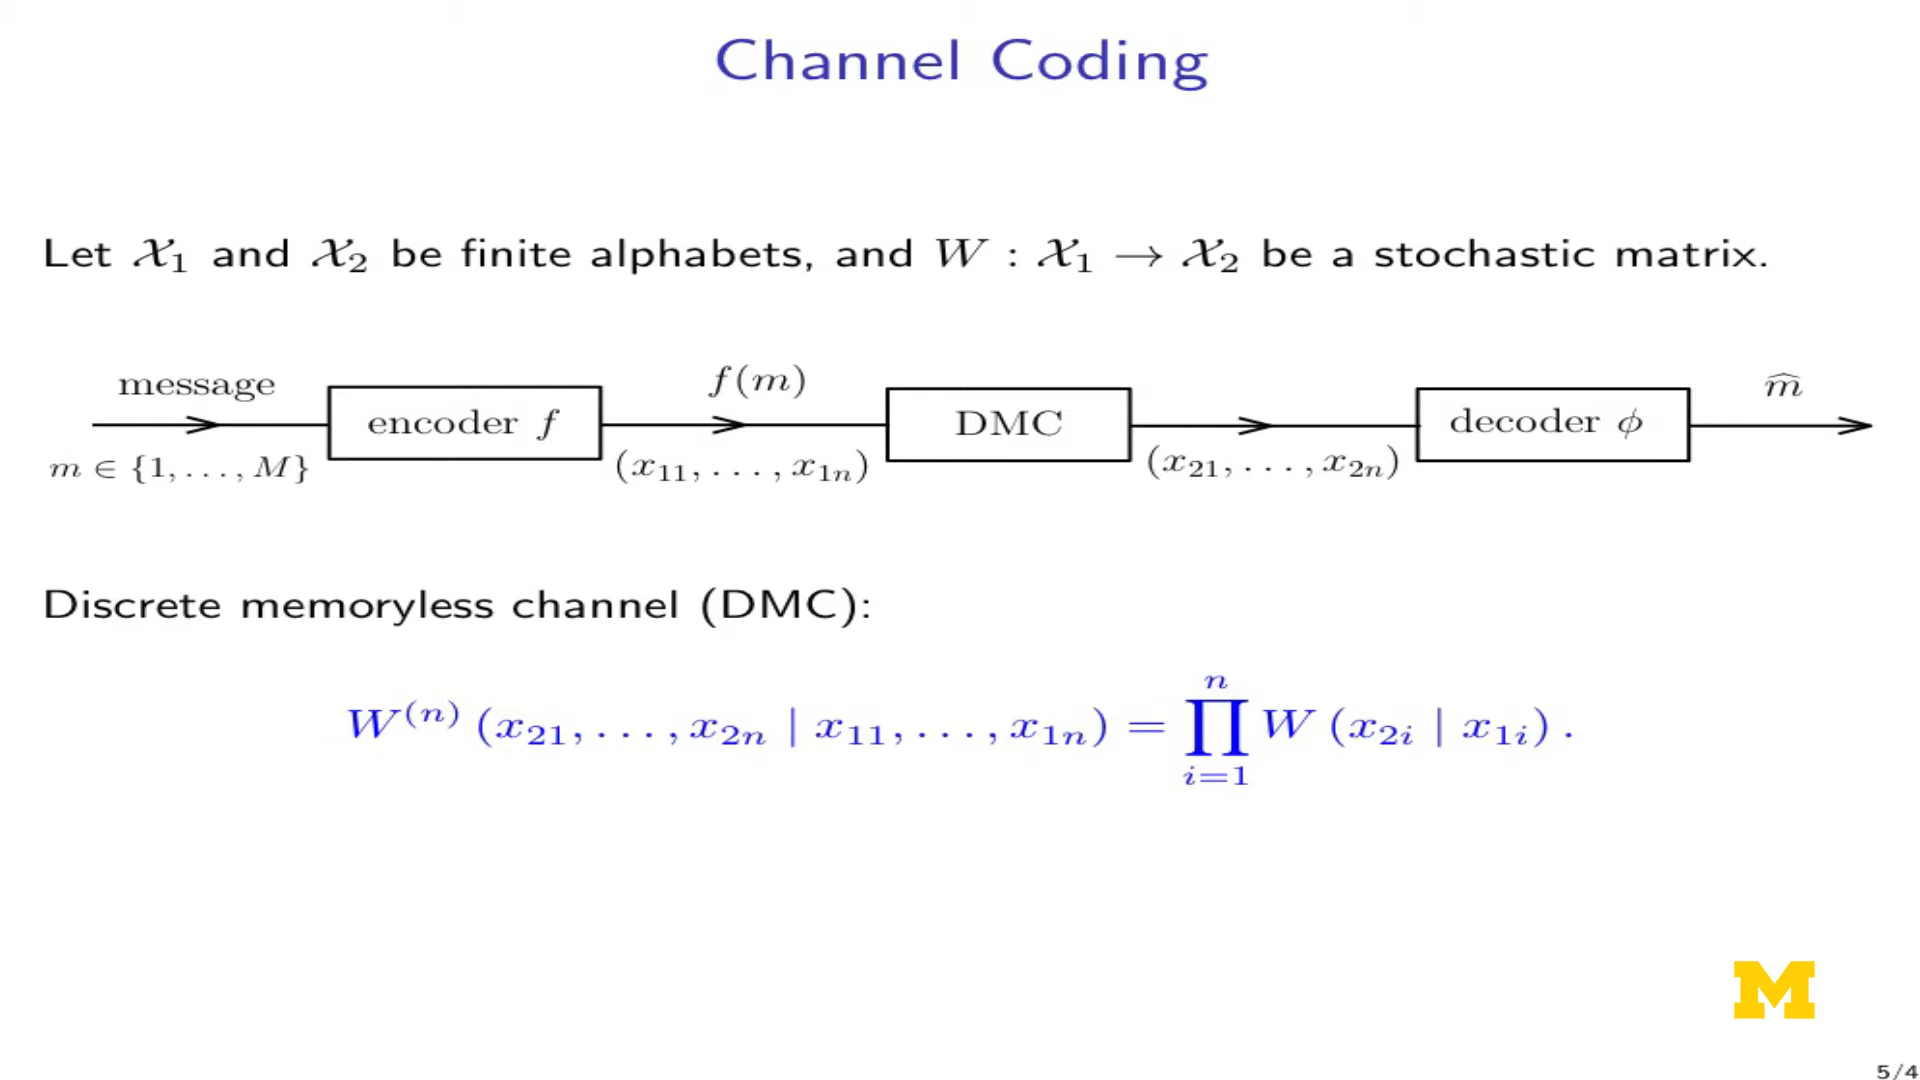 Channel Coding
Let 𝒳₁ and 𝒳₂ be finite alphabets, and W : 𝒳₁ → 𝒳₂ be a stochastic matrix.
message f(m) m̂
encoder f DMC decoder ϕ
m ∈ {1, . . . , M} (x₁₁, . . . , x₁ₙ) (x₂₁, . . . , x₂ₙ)
Discrete memoryless channel (DMC):
W⁽ⁿ⁾ (x₂₁, . . . , x₂ₙ | x₁₁, . . . , x₁ₙ) = ∏ᵢ₌₁ⁿ W (x₂ᵢ | x₁ᵢ) .
M
5/4